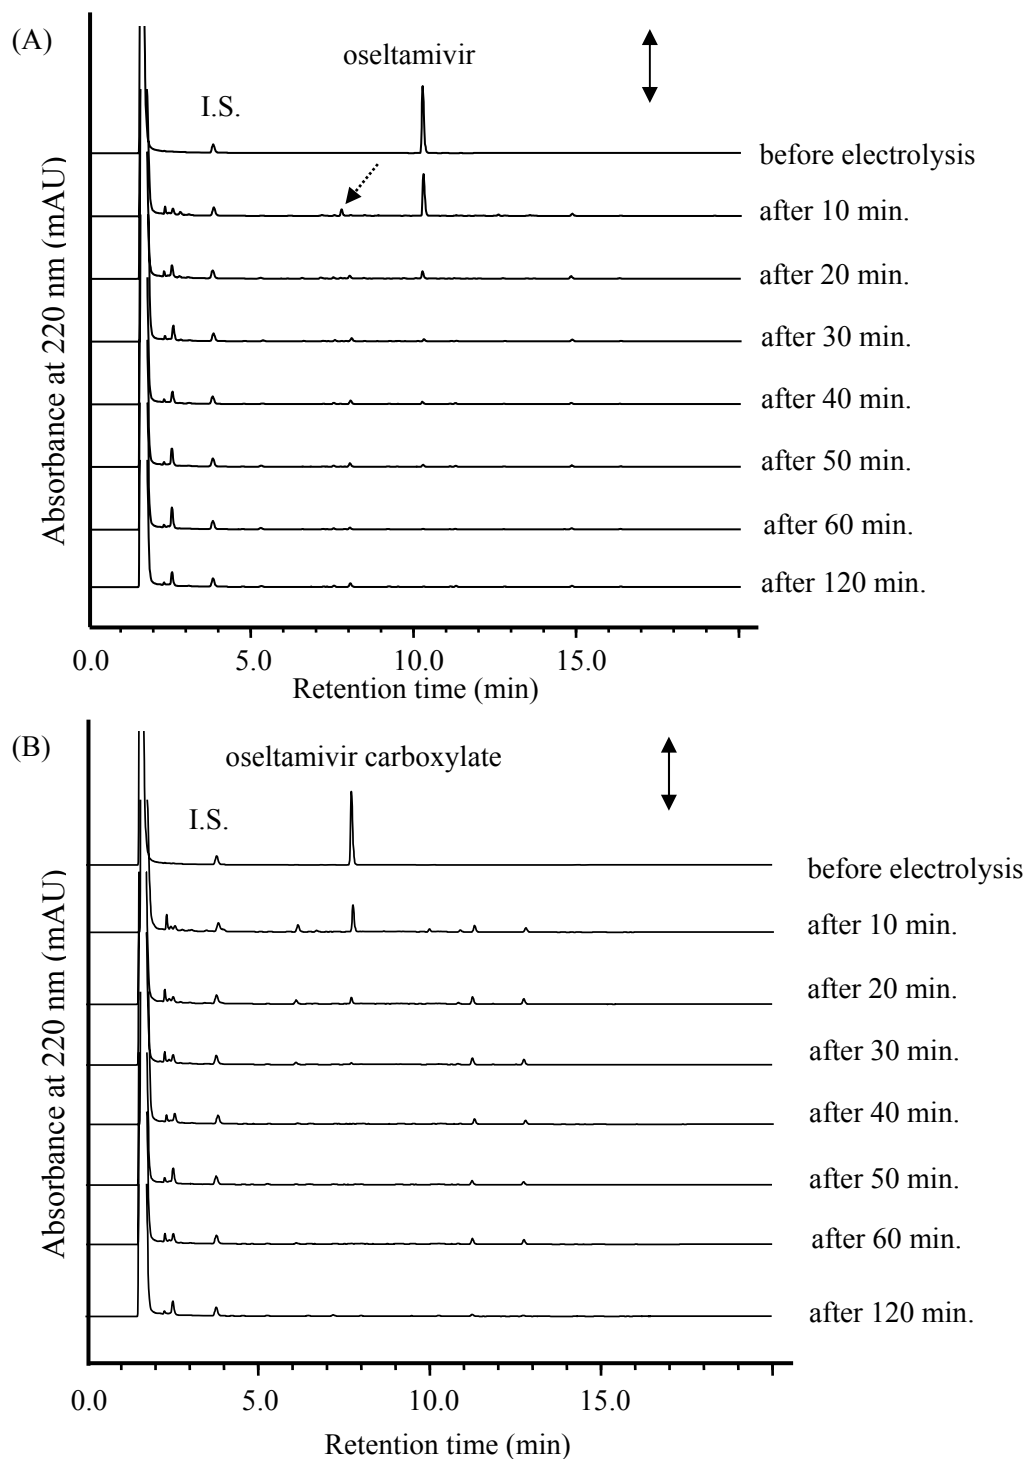 (A)
oseltamivir
I.S.
before electrolysis
after 10 min.
after 20 min.
after 30 min.
after 40 min.
after 50 min.
after 60 min.
after 120 min.
Absorbance at 220 nm (mAU)
0.0 5.0 10.0 15.0
Retention time (min)
(B)
oseltamivir carboxylate
I.S.
before electrolysis
after 10 min.
after 20 min.
after 30 min.
after 40 min.
after 50 min.
after 60 min.
after 120 min.
Absorbance at 220 nm (mAU)
0.0 5.0 10.0 15.0
Retention time (min)